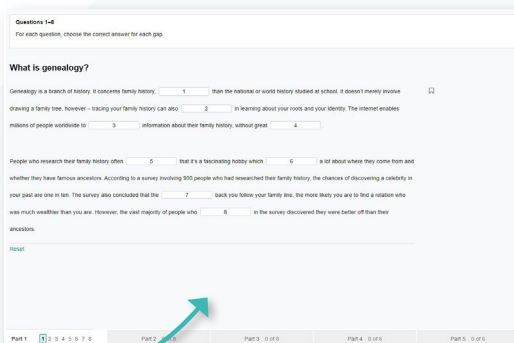 Questions 1–8
For each question, choose the correct answer for each gap.
What is genealogy?
Genealogy is a branch of history. It concerns family history, 1 than the national or world history studied at school. It doesn't merely involve
drawing a family tree, however – tracing your family history can also 2 in learning about your roots and your identity. The internet enables
millions of people worldwide to 3 information about their family history, without great 4 .
People who research their family history often 5 that it's a fascinating hobby which 6 a lot about where they come from and
whether they have famous ancestors. According to a survey involving 900 people who had researched their family history, the chances of discovering a celebrity in
your past are one in ten. The survey also concluded that the 7 back you follow your family line, the more likely you are to find a relation who
was much wealthier than you are. However, the vast majority of people who 8 in the survey discovered they were better off than their
ancestors.
Reset
Part 1 1 2 3 4 5 6 7 8 Part 2 of 6 Part 3 0 of 6 Part 4 0 of 6 Part 5 0 of 6